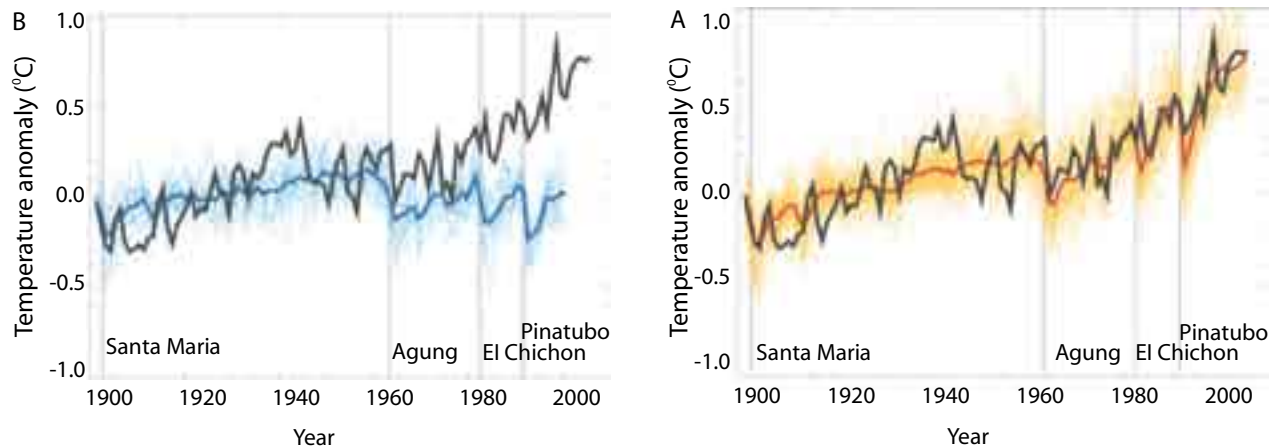 B
Temperature anomaly (⁰C)
1.0
0.5
0.0
-0.5
-1.0
Santa Maria
Agung
El Chichon
Pinatubo
1900 1920 1940 1960 1980 2000
Year
A
Temperature anomaly (⁰C)
1.0
0.5
0.0
-0.5
-1.0
Santa Maria
Agung
El Chichon
Pinatubo
1900 1920 1940 1960 1980 2000
Year